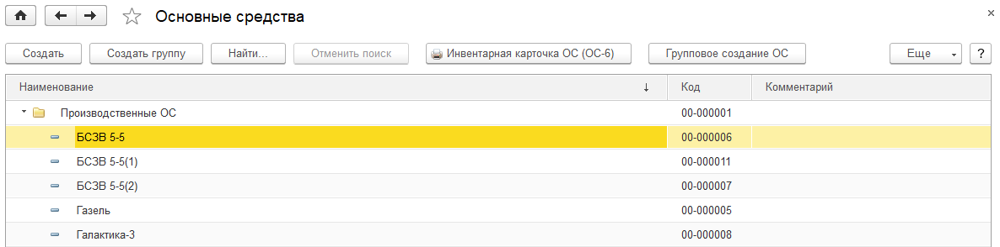 Основные средства
Создать Создать группу Найти... Отменить поиск Инвентарная карточка ОС (ОС-6) Групповое создание ОС Еще ?
Наименование Код Комментарий
Производственные ОС 00-000001
БСЗВ 5-5 00-000006
БСЗВ 5-5(1) 00-000011
БСЗВ 5-5(2) 00-000007
Газель 00-000005
Галактика-3 00-000008